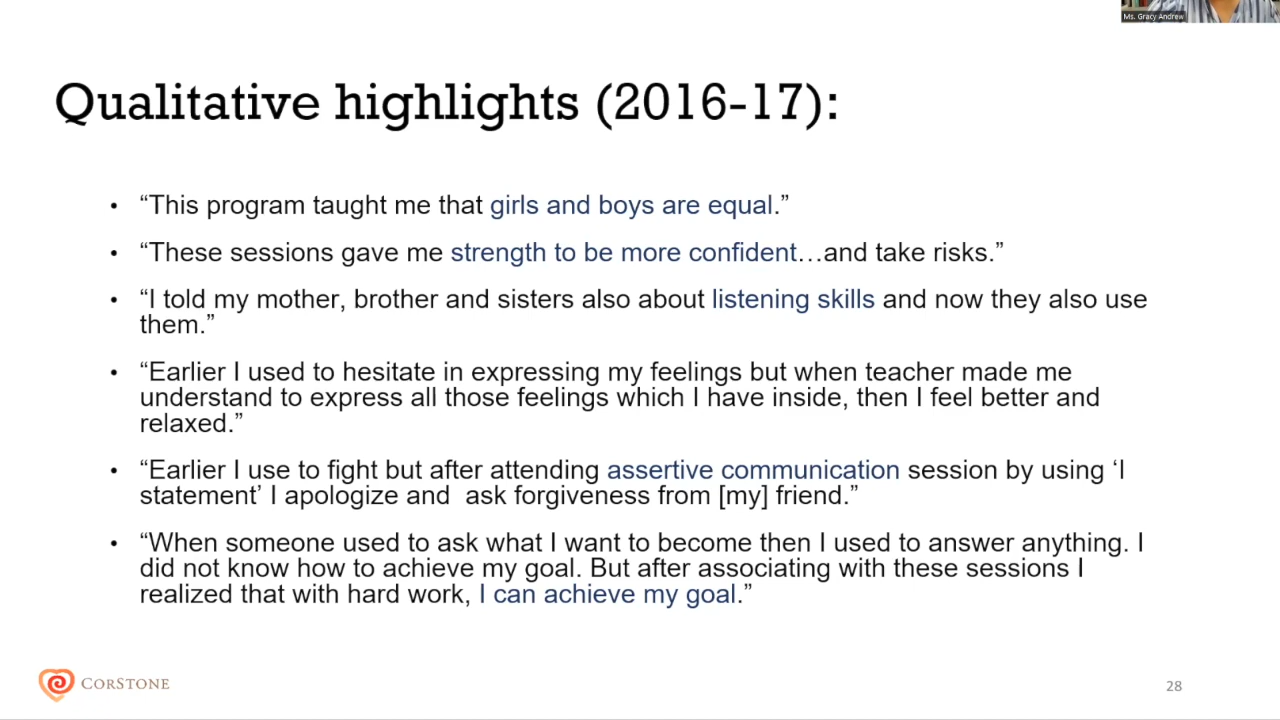 Ms. Gracy Andrew
Qualitative highlights (2016-17):
• “This program taught me that girls and boys are equal.”
• “These sessions gave me strength to be more confident…and take risks.”
• “I told my mother, brother and sisters also about listening skills and now they also use
them.”
• “Earlier I used to hesitate in expressing my feelings but when teacher made me
understand to express all those feelings which I have inside, then I feel better and
relaxed.”
• “Earlier I use to fight but after attending assertive communication session by using ‘I
statement’ I apologize and  ask forgiveness from [my] friend.”
• “When someone used to ask what I want to become then I used to answer anything. I
did not know how to achieve my goal. But after associating with these sessions I
realized that with hard work, I can achieve my goal.”
CORSTONE
28